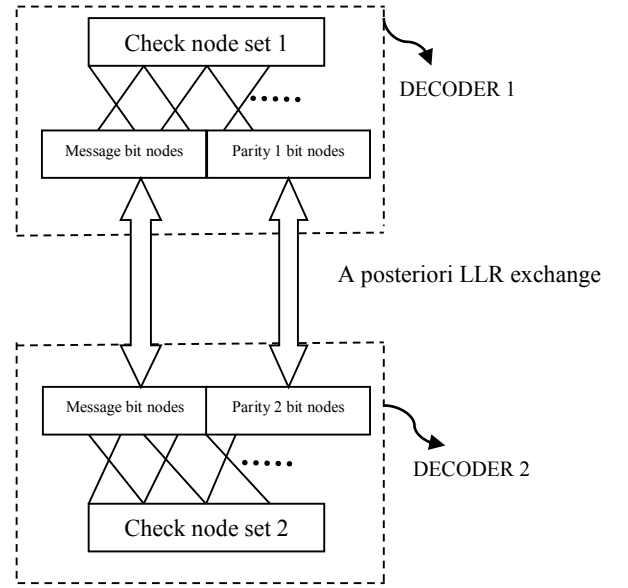 Check node set 1
DECODER 1
Message bit nodes
Parity 1 bit nodes
A posteriori LLR exchange
Message bit nodes
Parity 2 bit nodes
DECODER 2
Check node set 2